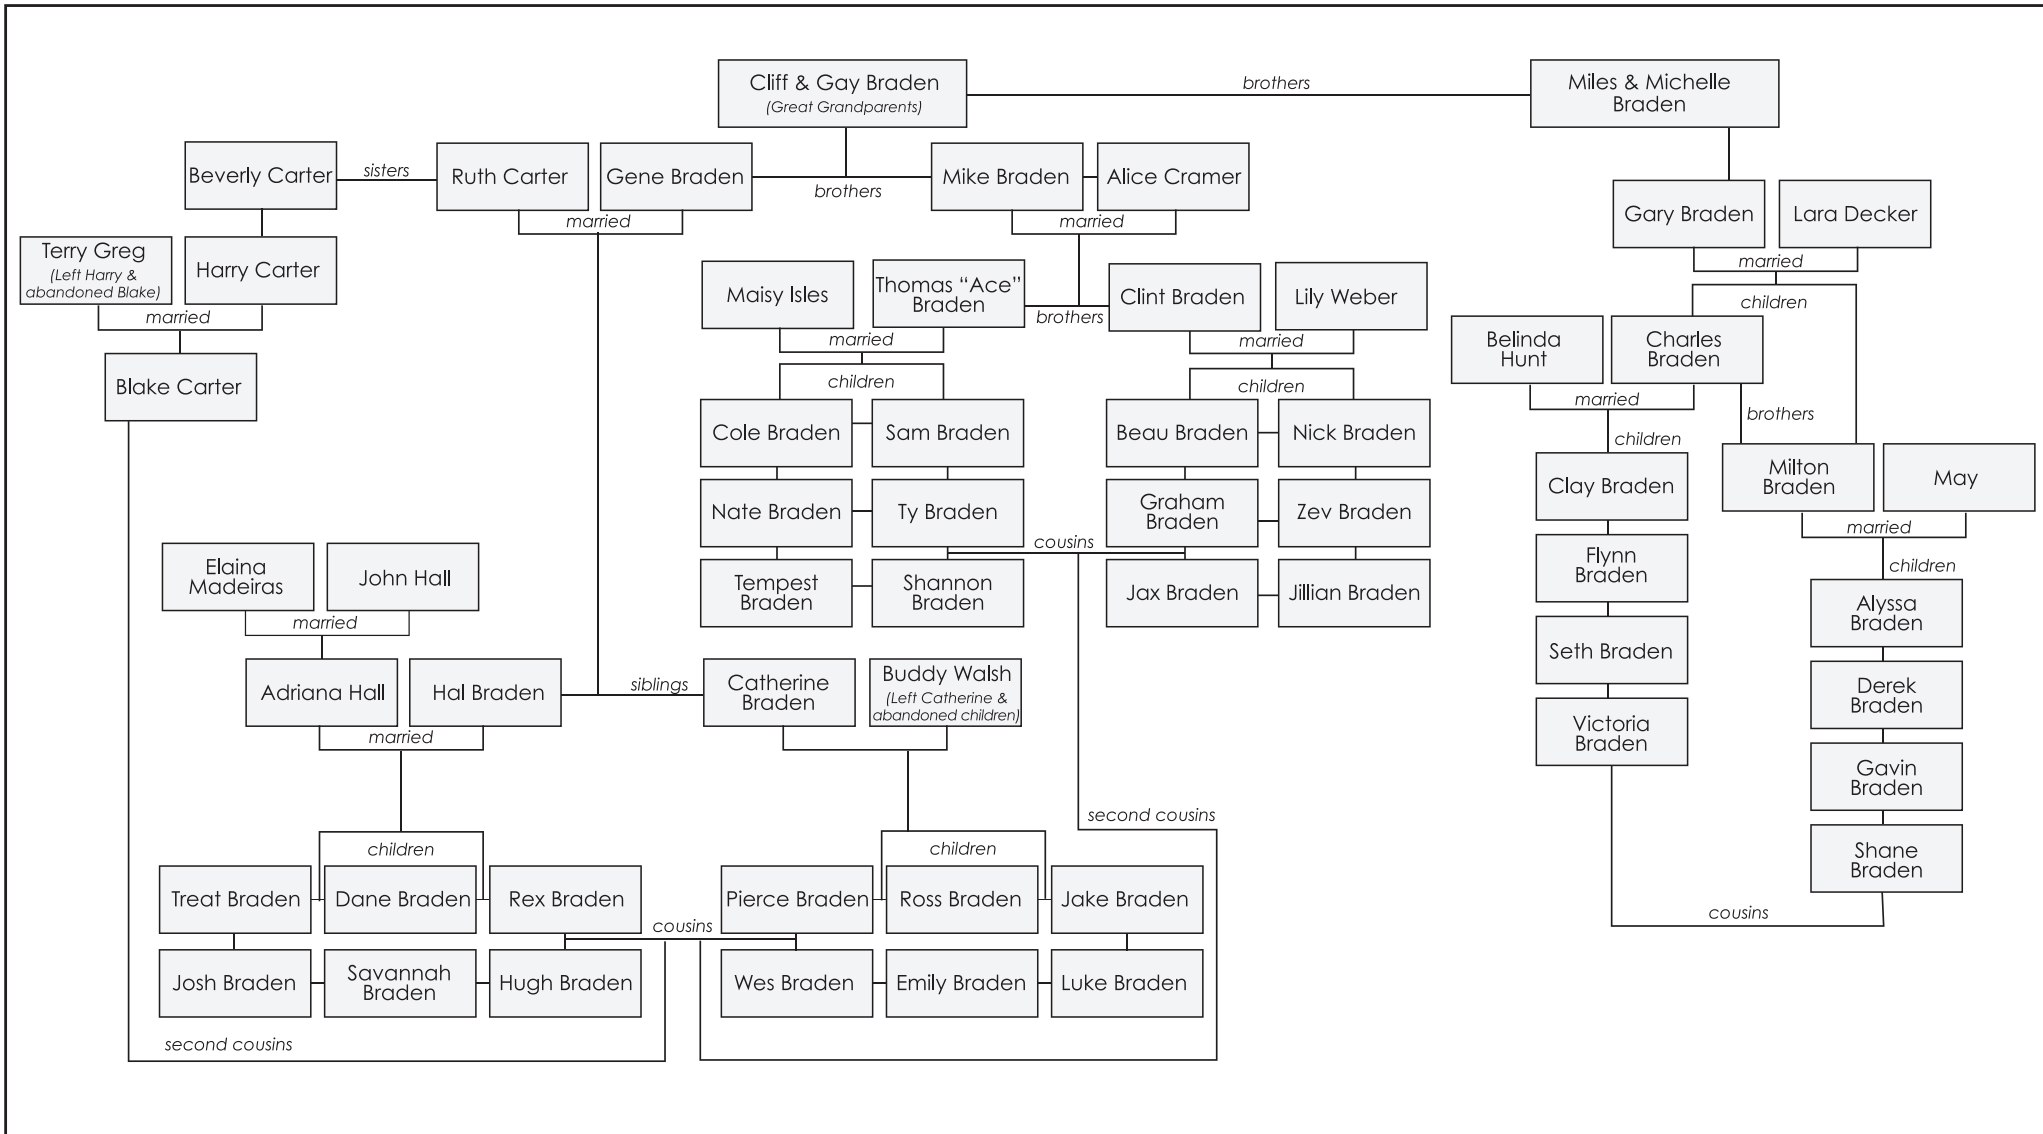 Cliff & Gay Braden
(Great Grandparents)
brothers
Miles & Michelle
Braden
Beverly Carter
sisters
Ruth Carter
Gene Braden
brothers
Mike Braden
Alice Cramer
married
married
Gary Braden
Lara Decker
married
children
Terry Greg
(Left Harry &
abandoned Blake)
Harry Carter
married
Blake Carter
Maisy Isles
Thomas “Ace”
Braden
brothers
Clint Braden
Lily Weber
married
married
children
children
Belinda
Hunt
Charles
Braden
married
brothers
children
Cole Braden
Sam Braden
Beau Braden
Nick Braden
Nate Braden
Ty Braden
Graham
Braden
Zev Braden
cousins
Tempest
Braden
Shannon
Braden
Jax Braden
Jillian Braden
Clay Braden
Flynn
Braden
Seth Braden
Victoria
Braden
Milton
Braden
May
married
children
Alyssa
Braden
Derek
Braden
Gavin
Braden
Shane
Braden
cousins
Elaina
Madeiras
John Hall
married
Adriana Hall
Hal Braden
siblings
Catherine
Braden
Buddy Walsh
(Left Catherine &
abandoned children)
married
second cousins
children
children
Treat Braden
Dane Braden
Rex Braden
Pierce Braden
Ross Braden
Jake Braden
cousins
Josh Braden
Savannah
Braden
Hugh Braden
Wes Braden
Emily Braden
Luke Braden
second cousins